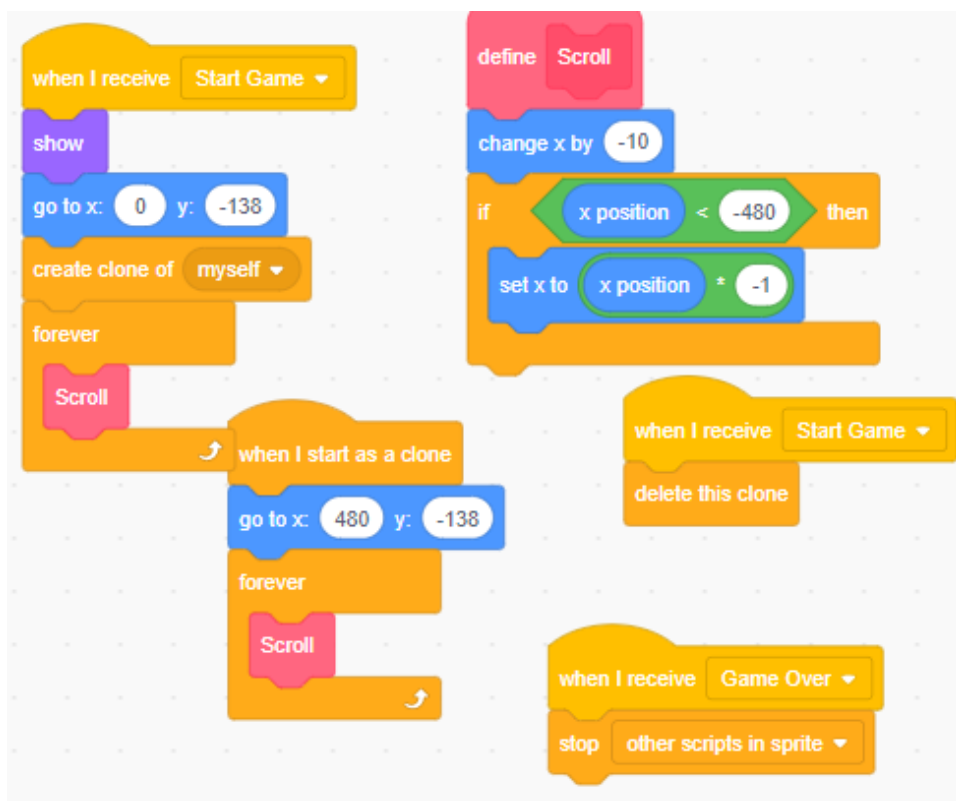 when I receive Start Game
show
go to x: 0 y: -138
create clone of myself
forever
Scroll
when I start as a clone
go to x: 480 y: -138
forever
Scroll
define Scroll
change x by -10
if x position < -480 then
set x to x position * -1
when I receive Start Game
delete this clone
when I receive Game Over
stop other scripts in sprite